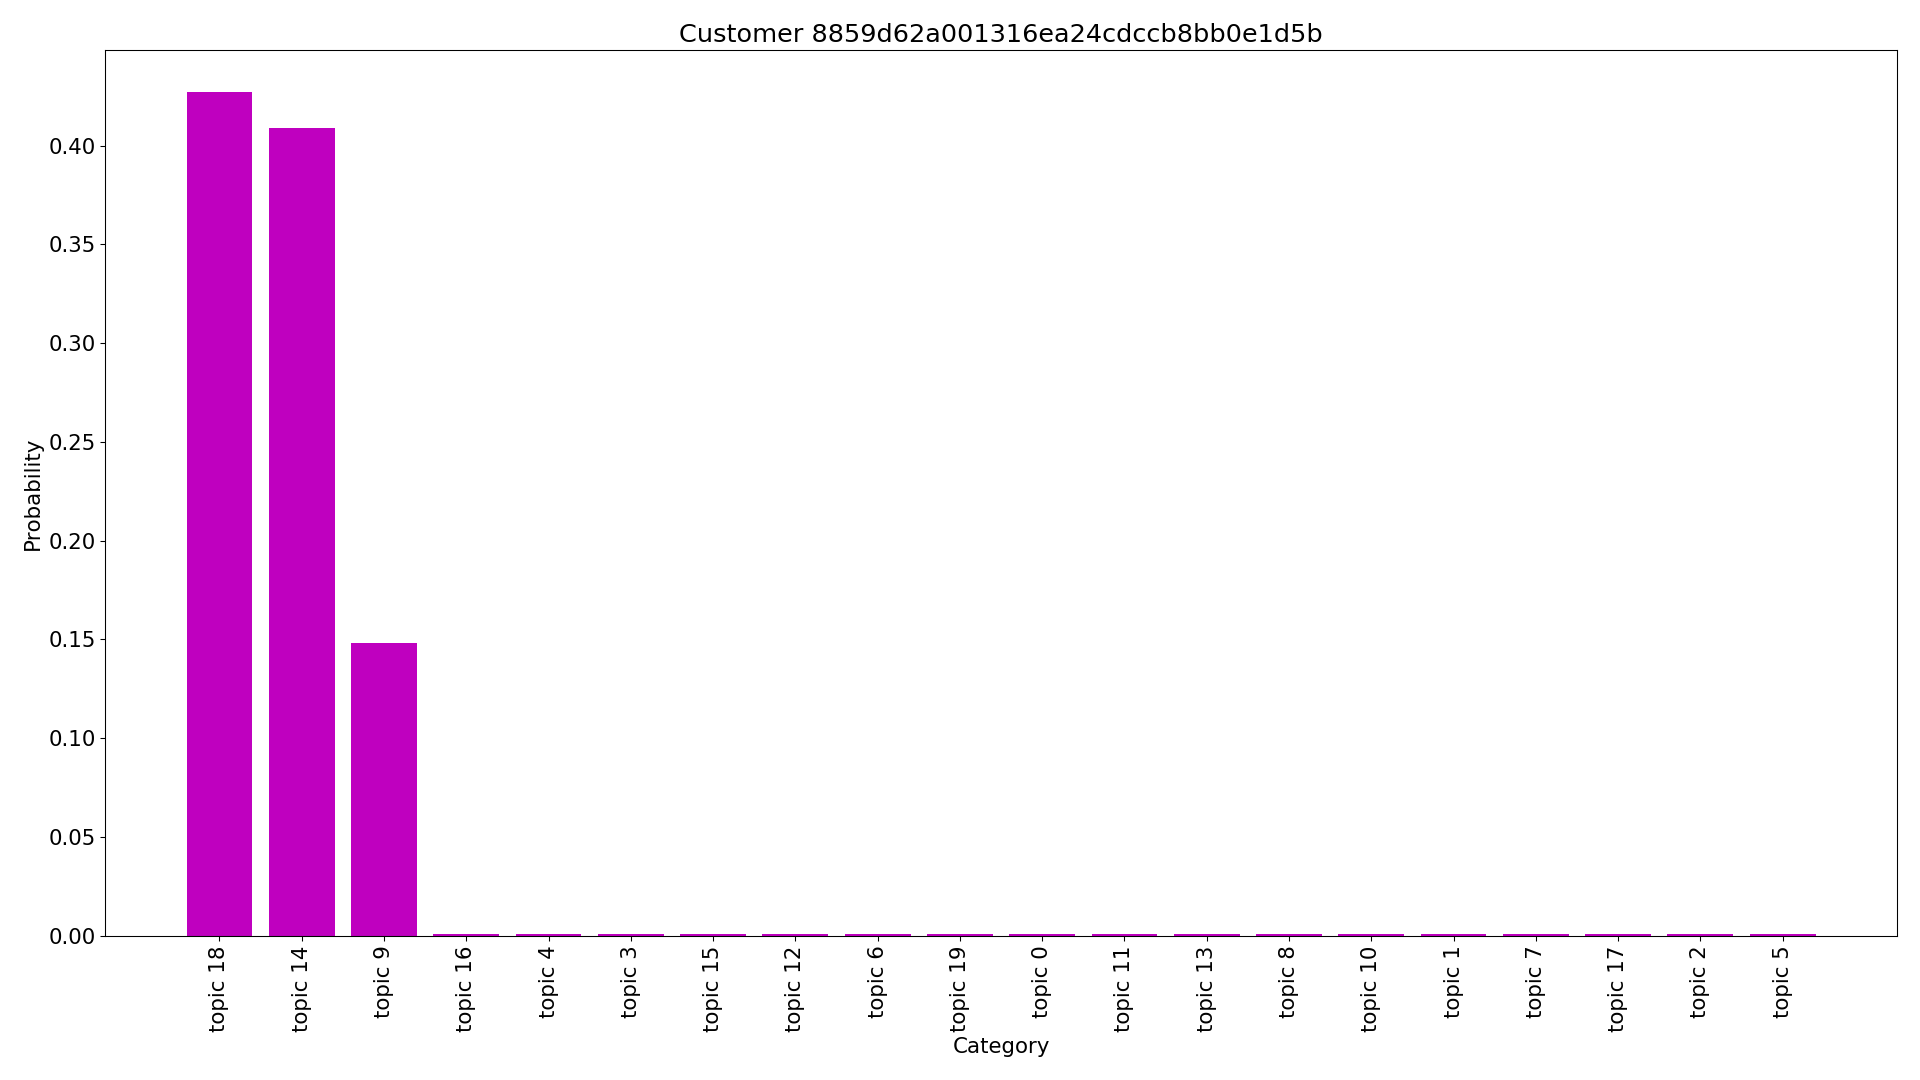 Customer 8859d62a001316ea24cdccb8bb0e1d5b
Probability
0.40
0.35
0.30
0.25
0.20
0.15
0.10
0.05
0.00
topic 18
topic 14
topic 9
topic 16
topic 4
topic 3
topic 15
topic 12
topic 6
topic 19
topic 0
topic 11
topic 13
topic 8
topic 10
topic 1
topic 7
topic 17
topic 2
topic 5
Category